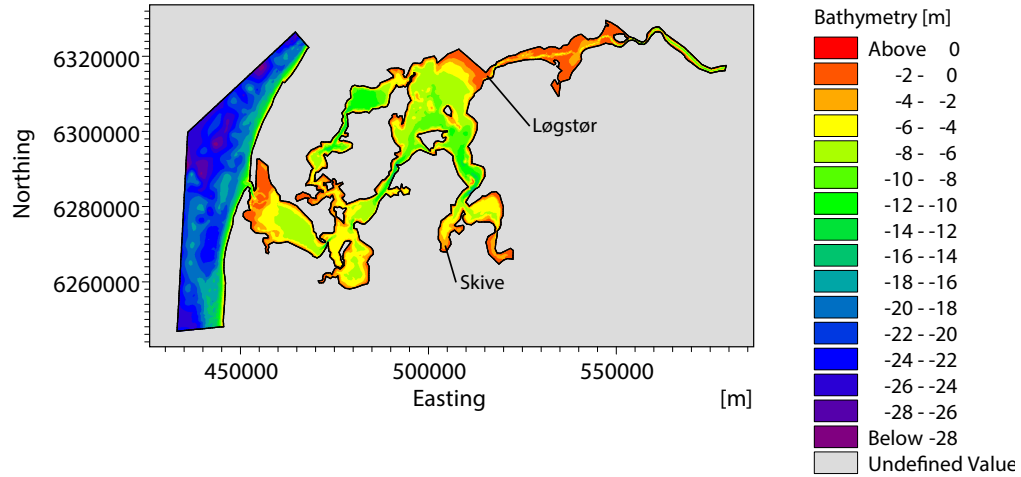 Bathymetry [m]
Above 0
-2 - 0
-4 - -2
-6 - -4
-8 - -6
-10 - -8
-12 - -10
-14 - -12
-16 - -14
-18 - -16
-20 - -18
-22 - -20
-24 - -22
-26 - -24
-28 - -26
Below -28
Undefined Value
Northing
6320000
6300000
6280000
6260000
Løgstør
Skive
450000
500000
550000
Easting
[m]